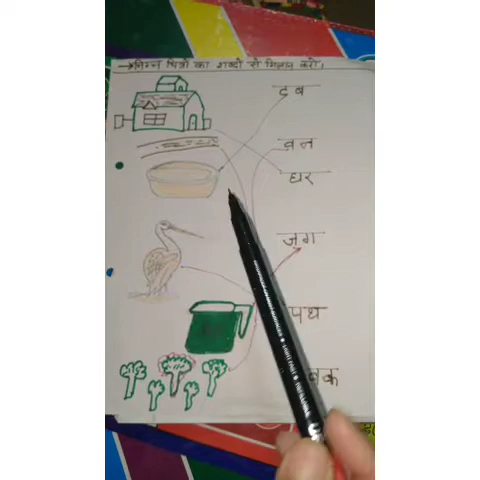 → निम्न चित्रों का शब्दों से मिलान करो।
टब
वन
घर
जग
पथ
बक